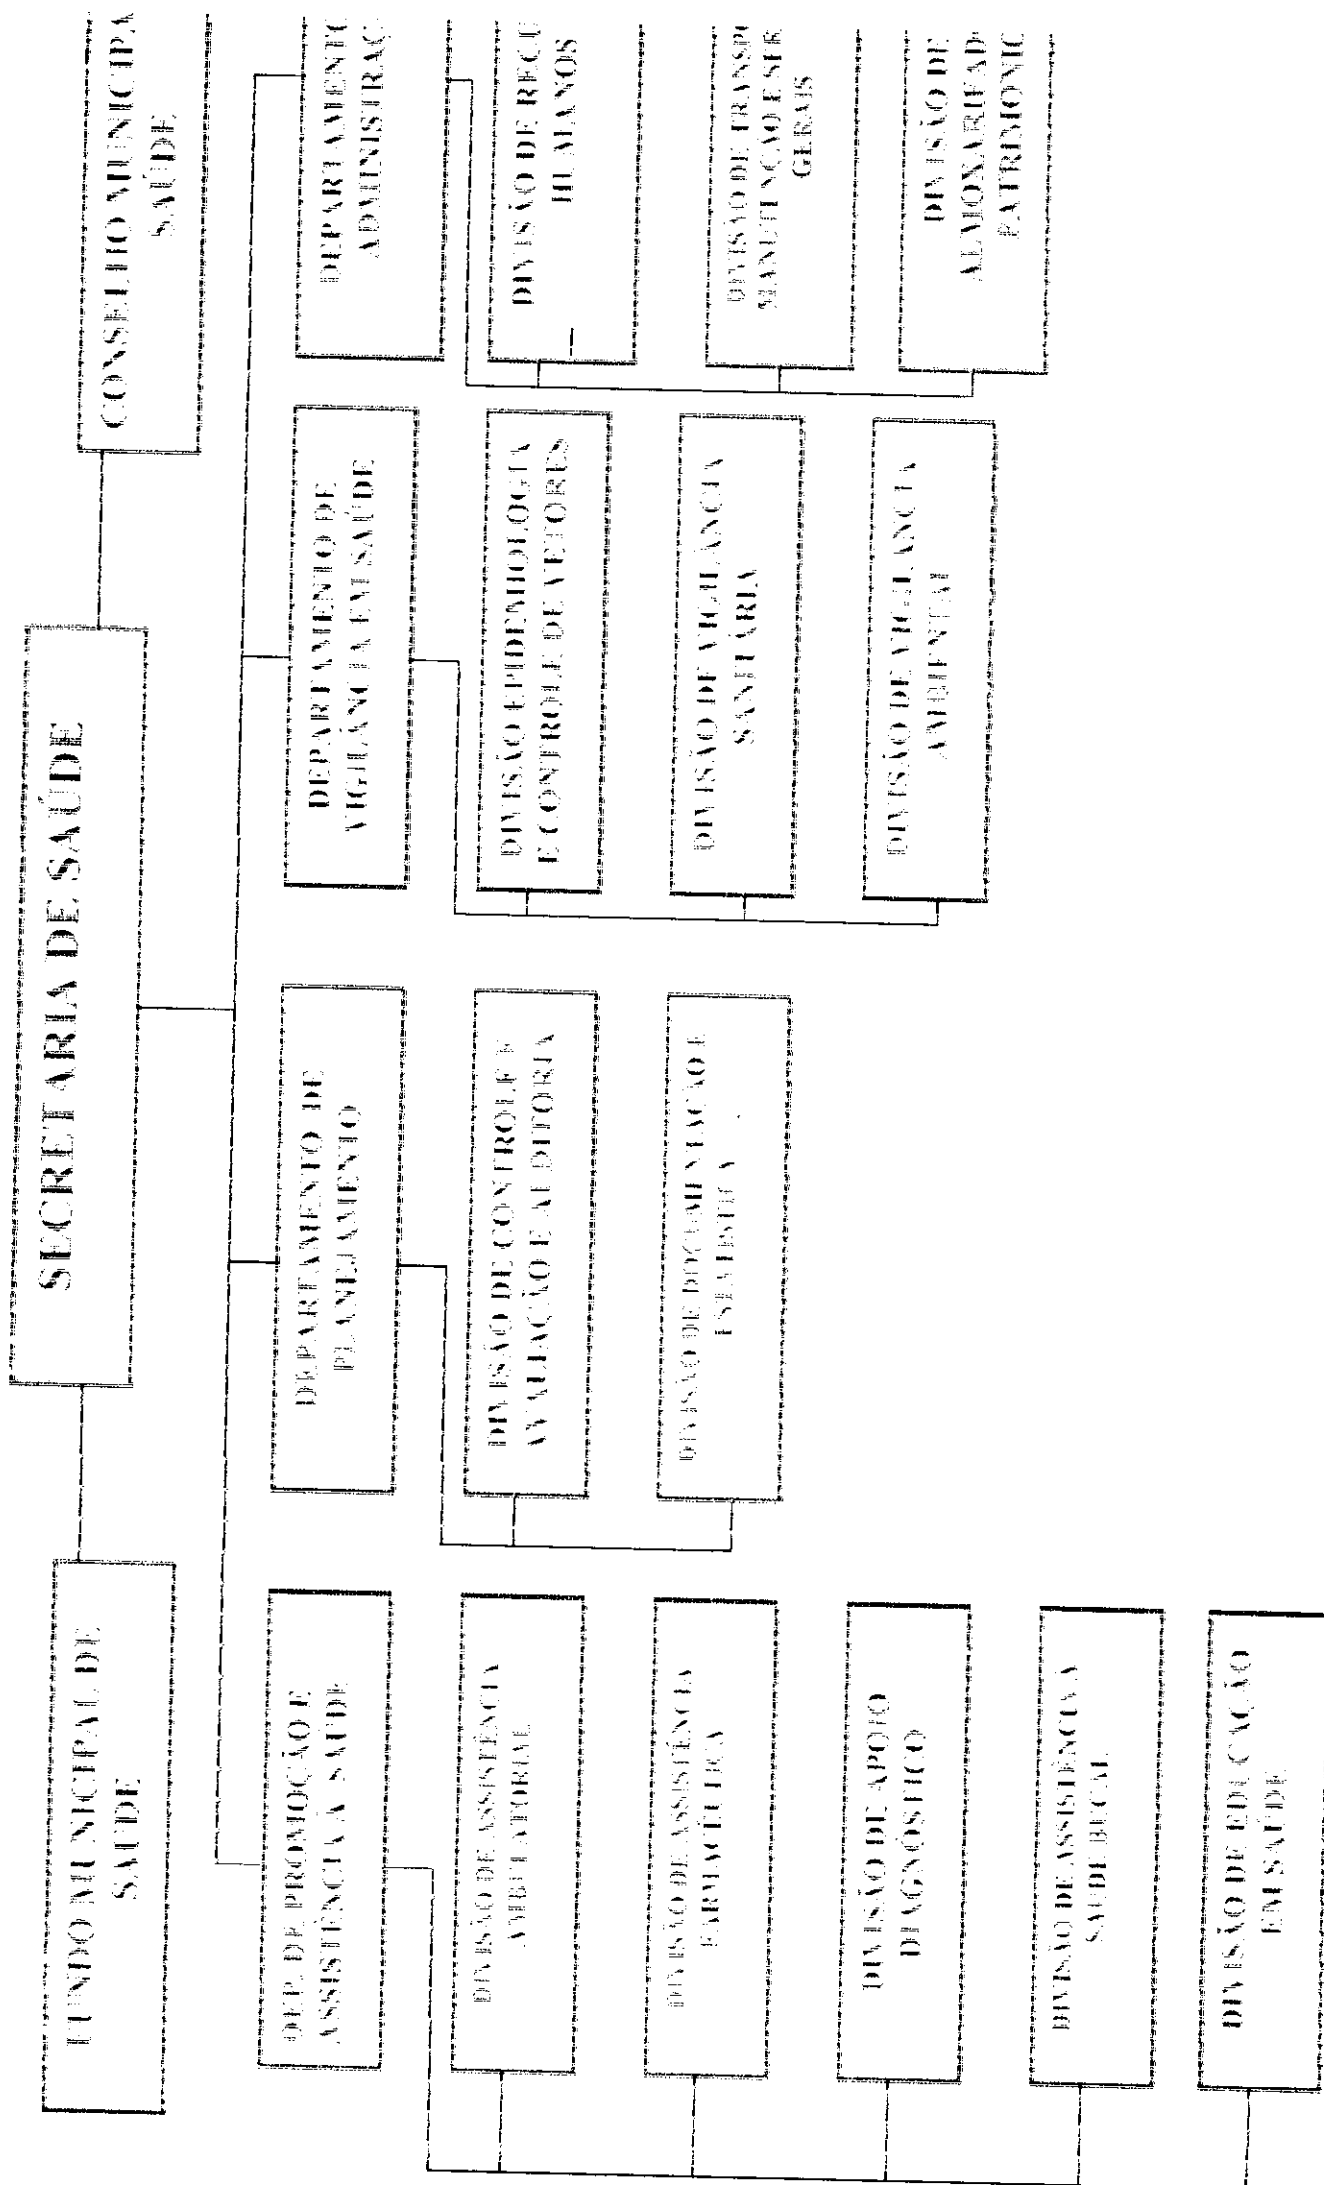 SECRETARIA DE SAÚDE
FUNDO MUNICIPAL DE
SAÚDE
CONSELHO MUNICIPA
SAÚDE
DEP. DE PROMOÇÃO E
ASSISTÊNCIA À SAÚDE
DIVISÃO DE ASSISTÊNCIA
AMBULATORIAL
DIVISÃO DE ASSISTÊNCIA
FARMACÊUTICA
DIVISÃO DE APOIO
DIAGNÓSTICO
DIVISÃO DE ASSISTÊNCIA À
SAÚDE BUCAL
DIVISÃO DE EDUCAÇÃO
EM SAÚDE
DEPARTAMENTO DE
PLANEJAMENTO
DIVISÃO DE CONTROLE E
AVALIAÇÃO E AUDITORIA
DIVISÃO DE DOCUMENTAÇÃO E
ESTATÍSTICA
DEPARTAMENTO DE
VIGILÂNCIA EM SAÚDE
DIVISÃO EPIDEMIOLOGIA
E CONTROLE DE VETORES
DIVISÃO DE VIGILÂNCIA
SANITÁRIA
DIVISÃO DE VIGILANCIA
AMBIENTAL
DEPARTAMENTO
ADMINISTRAÇ
DIVISÃO DE RECU
HUMANOS
DIVISÃO DE TRANSPO
MANUTENÇÃO E SER
GERAIS
DIVISÃO DE
ALMOXARIFADO
PATRIMONIO